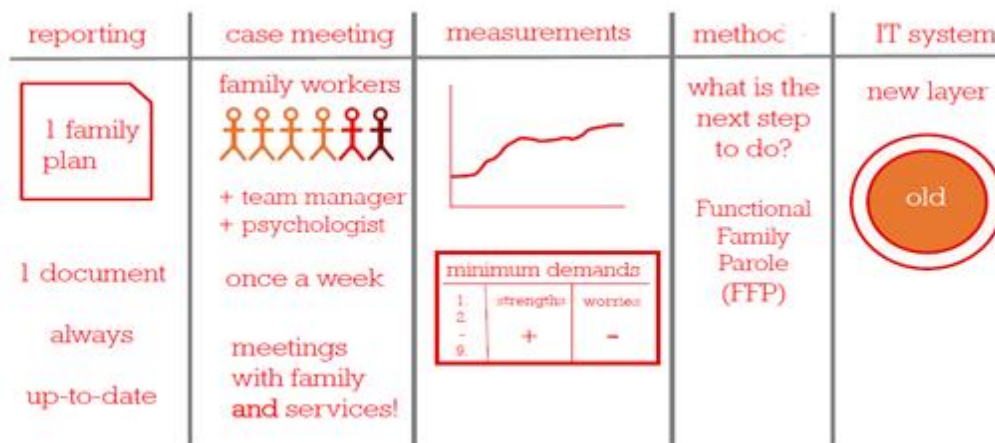 reporting
case meeting
measurements
methoc
IT system
1 family
plan
1 document
always
up-to-date
family workers
+ team manager
+ psychologist
once a week
meetings
with family
and services!
minimum demands
1.
2.
-
9.
strengths
worries
+
-
what is the
next step
to do?
Functional
Family
Parole
(FFP)
new layer
old